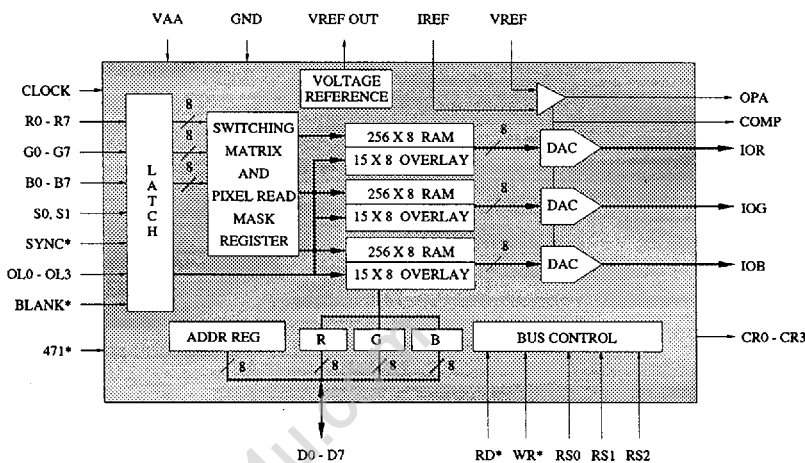 VAA GND VREF OUT IREF VREF
CLOCK
R0 - R7
G0 - G7
B0 - B7
S0, S1
SYNC*
OL0 - OL3
BLANK*
471*
LATCH
8
8
8
SWITCHING
MATRIX
AND
PIXEL READ
MASK
REGISTER
VOLTAGE
REFERENCE
256 X 8 RAM
15 X 8 OVERLAY
8
256 X 8 RAM
15 X 8 OVERLAY
8
256 X 8 RAM
15 X 8 OVERLAY
8
DAC
DAC
DAC
OPA
COMP
IOR
IOG
IOB
CR0 - CR3
ADDR REG R G B BUS CONTROL
8 8 8 8
D0 - D7 RD* WR* RS0 RS1 RS2
4u.com